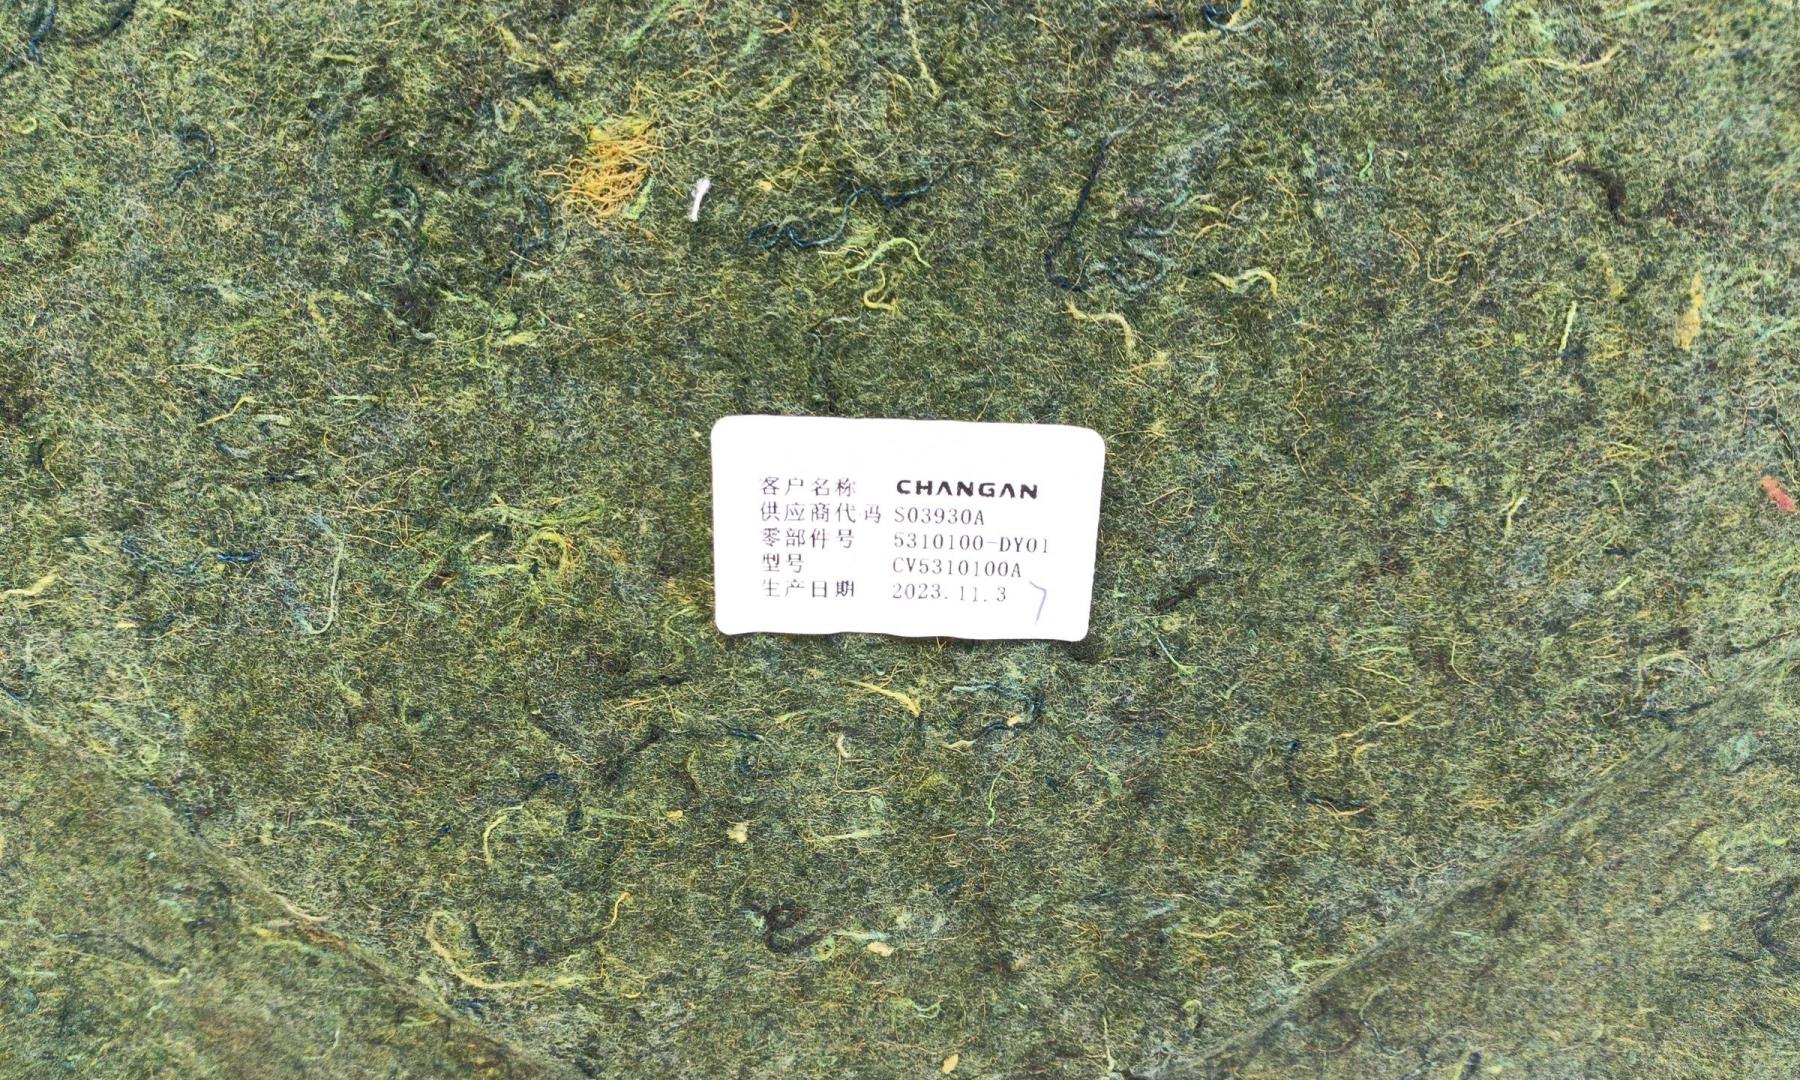 客户名称 CHANGAN
供应商代码 S03930A
零部件号 5310100-DY01
型号 CV5310100A
生产日期 2023.11.3